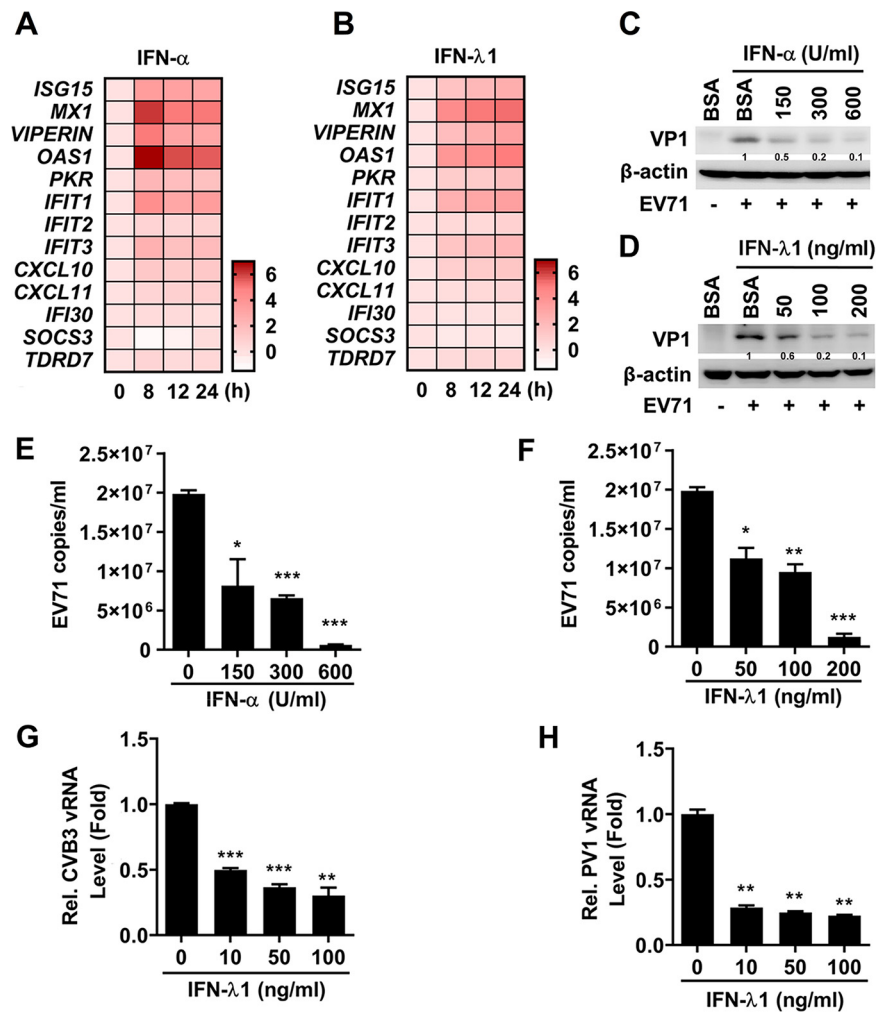 A
IFN-α
ISG15
MX1
VIPERIN
OAS1
PKR
IFIT1
IFIT2
IFIT3
CXCL10
CXCL11
IFI30
SOCS3
TDRD7
0 8 12 24 (h)
6
4
2
0
B
IFN-λ1
ISG15
MX1
VIPERIN
OAS1
PKR
IFIT1
IFIT2
IFIT3
CXCL10
CXCL11
IFI30
SOCS3
TDRD7
0 8 12 24 (h)
6
4
2
0
C
IFN-α (U/ml)
BSA BSA 150 300 600
VP1
1 0.5 0.2 0.1
β-actin
EV71 - + + + +
D
IFN-λ1 (ng/ml)
BSA BSA 50 100 200
VP1
1 0.6 0.2 0.1
β-actin
EV71 - + + + +
E
EV71 copies/ml
2.5×10⁷
2×10⁷
1.5×10⁷
1×10⁷
5×10⁶
0
* *** ***
0 150 300 600
IFN-α (U/ml)
F
EV71 copies/ml
2.5×10⁷
2×10⁷
1.5×10⁷
1×10⁷
5×10⁶
0
* ** ***
0 50 100 200
IFN-λ1 (ng/ml)
G
Rel. CVB3 vRNA
Level (Fold)
1.5
1.0
0.5
0.0
*** *** **
0 10 50 100
IFN-λ1 (ng/ml)
H
Rel. PV1 vRNA
Level (Fold)
1.5
1.0
0.5
0.0
** ** **
0 10 50 100
IFN-λ1 (ng/ml)